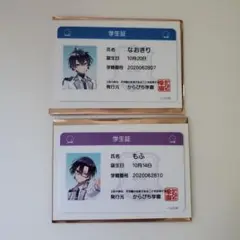 学生証
氏名 なおきり
誕生日 10月20日
学籍番号 2020062807
発行元 からぴち学園
学生証
氏名 もふ
誕生日 10月14日
学籍番号 2020062810
発行元 からぴち学園